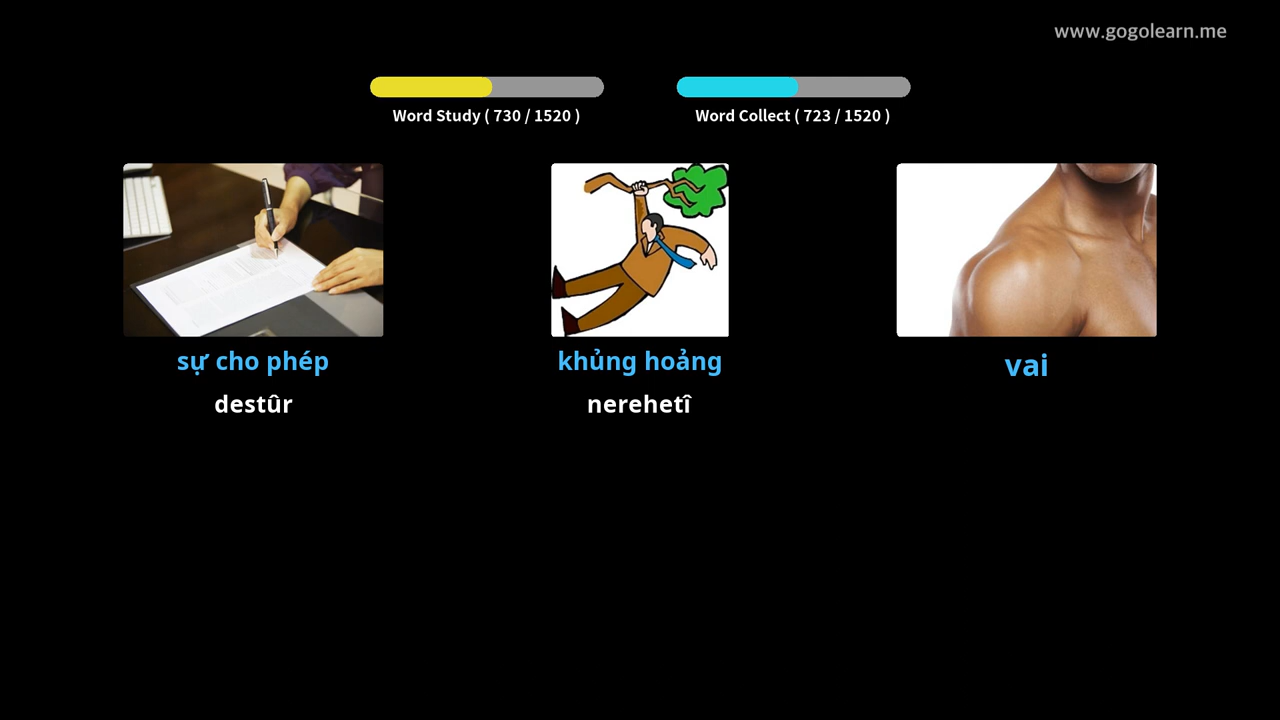 www.gogolearn.me
Word Study ( 730 / 1520 )
Word Collect ( 723 / 1520 )
sự cho phép
khủng hoảng
vai
destûr
nerehetî